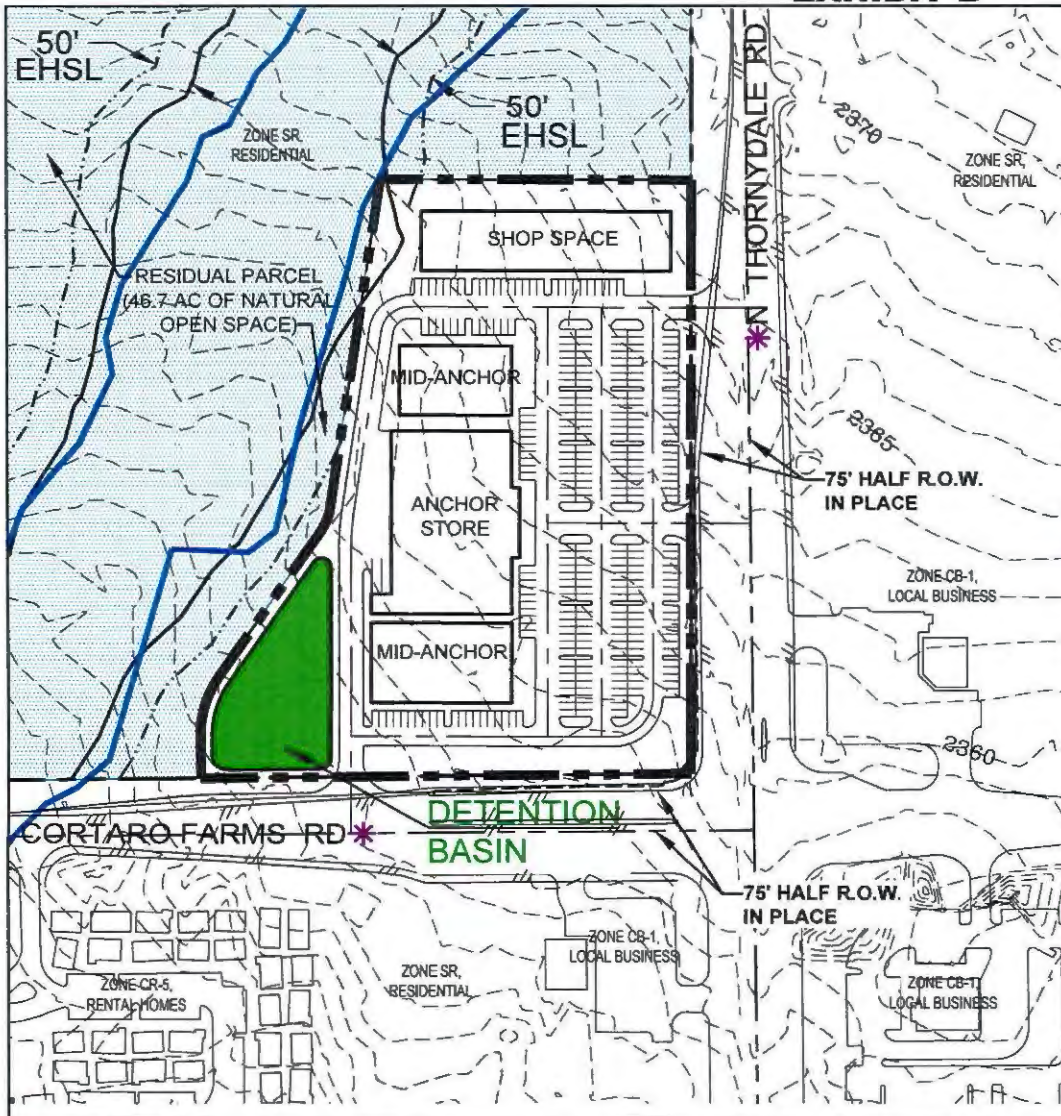 EXHIBIT B
50'
EHSL
ZONE SR,
RESIDENTIAL
50'
EHSL
N THORNYDALE RD
2370
ZONE SR,
RESIDENTIAL
SHOP SPACE
RESIDUAL PARCEL
(46.7 AC OF NATURAL
OPEN SPACE)
MID-ANCHOR
2365
75' HALF R.O.W.
IN PLACE
ANCHOR
STORE
ZONE CB-1,
LOCAL BUSINESS
MID-ANCHOR
2360
DETENTION
BASIN
CORTARO FARMS RD
75' HALF R.O.W.
IN PLACE
ZONE CR-5,
RENTAL HOMES
ZONE SR,
RESIDENTIAL
ZONE CB-1,
LOCAL BUSINESS
ZONE CB-1,
LOCAL BUSINESS